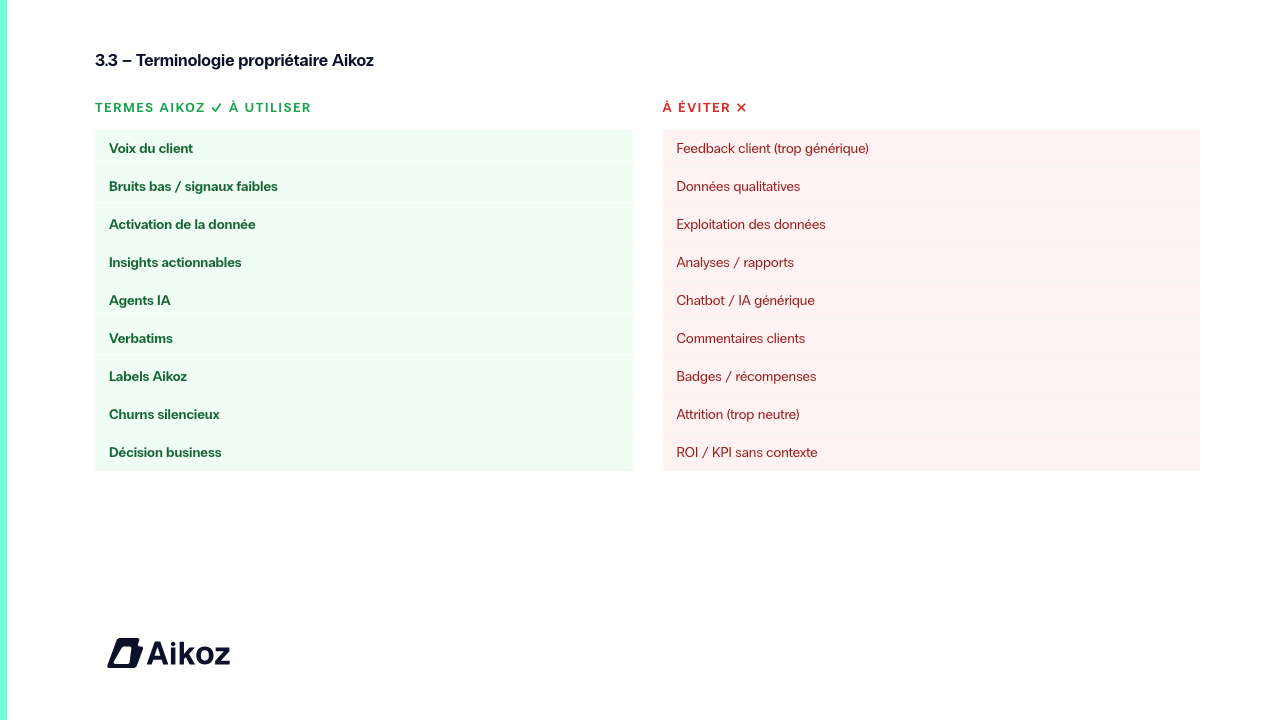 3.3 – Terminologie propriétaire Aikoz
TERMES AIKOZ ✓ À UTILISER
Voix du client
Bruits bas / signaux faibles
Activation de la donnée
Insights actionnables
Agents IA
Verbatims
Labels Aikoz
Churns silencieux
Décision business
À ÉVITER ✕
Feedback client (trop générique)
Données qualitatives
Exploitation des données
Analyses / rapports
Chatbot / IA générique
Commentaires clients
Badges / récompenses
Attrition (trop neutre)
ROI / KPI sans contexte
Aikoz